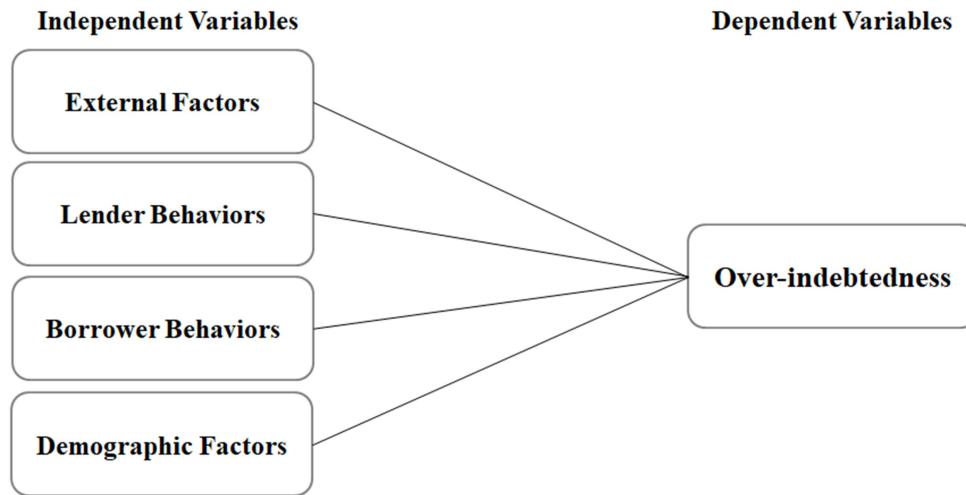 Independent Variables
Dependent Variables
External Factors
Lender Behaviors
Borrower Behaviors
Demographic Factors
Over-indebtedness